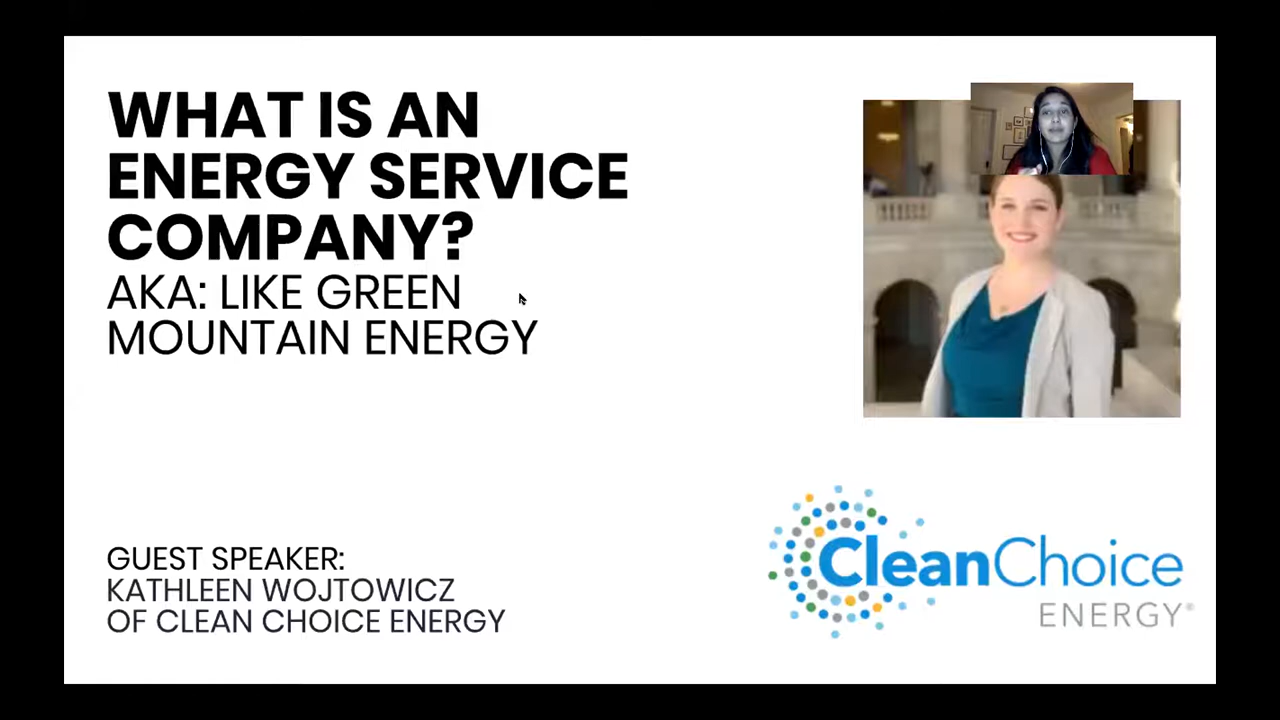 WHAT IS AN
ENERGY SERVICE
COMPANY?
AKA: LIKE GREEN
MOUNTAIN ENERGY
GUEST SPEAKER:
KATHLEEN WOJTOWICZ
OF CLEAN CHOICE ENERGY
CleanChoice
ENERGY®